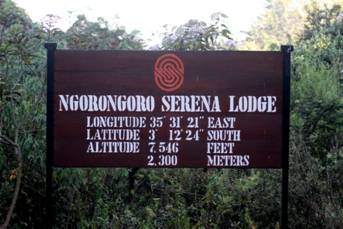 NGORONGORO SERENA LODGE
LONGITUDE 35° 31' 21" EAST
LATITUDE 3° 12' 24" SOUTH
ALTITUDE 7.546 FEET
2.300 METERS